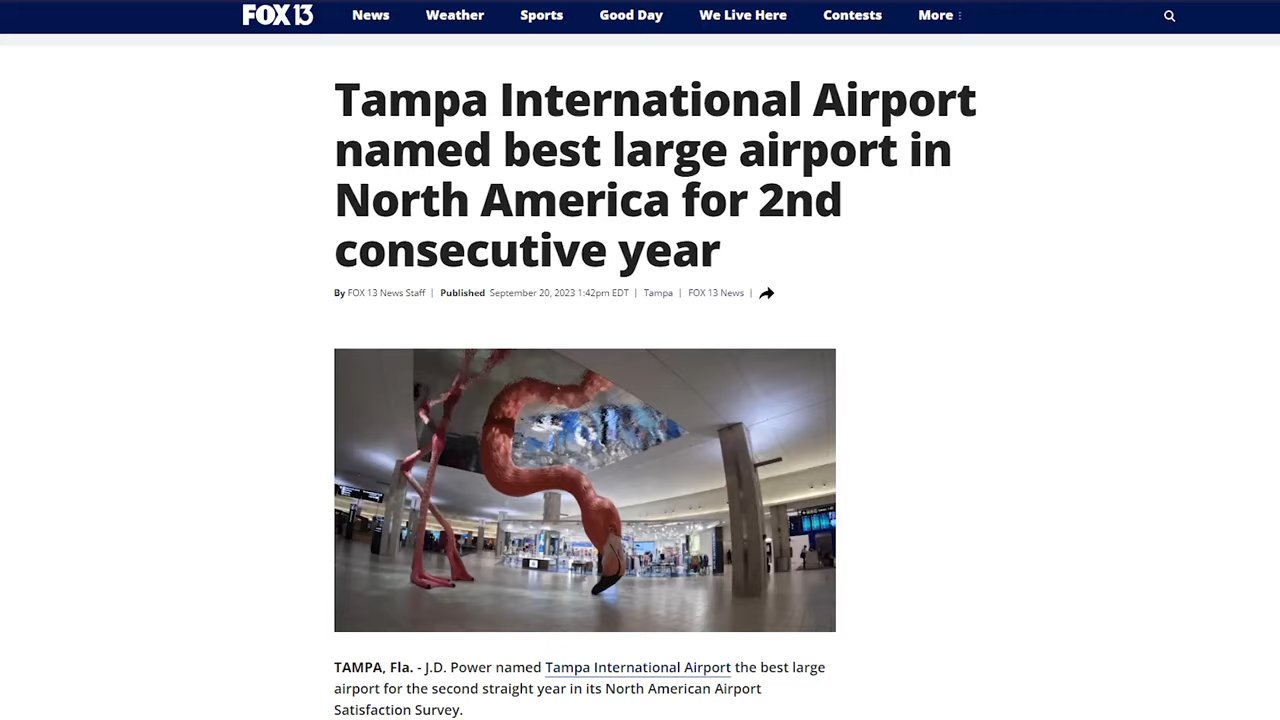 FOX 13 News Weather Sports Good Day We Live Here Contests More
Tampa International Airport
named best large airport in
North America for 2nd
consecutive year
By FOX 13 News Staff | Published September 20, 2023 1:42pm EDT | Tampa | FOX 13 News |
TAMPA, Fla. - J.D. Power named Tampa International Airport the best large
airport for the second straight year in its North American Airport
Satisfaction Survey.